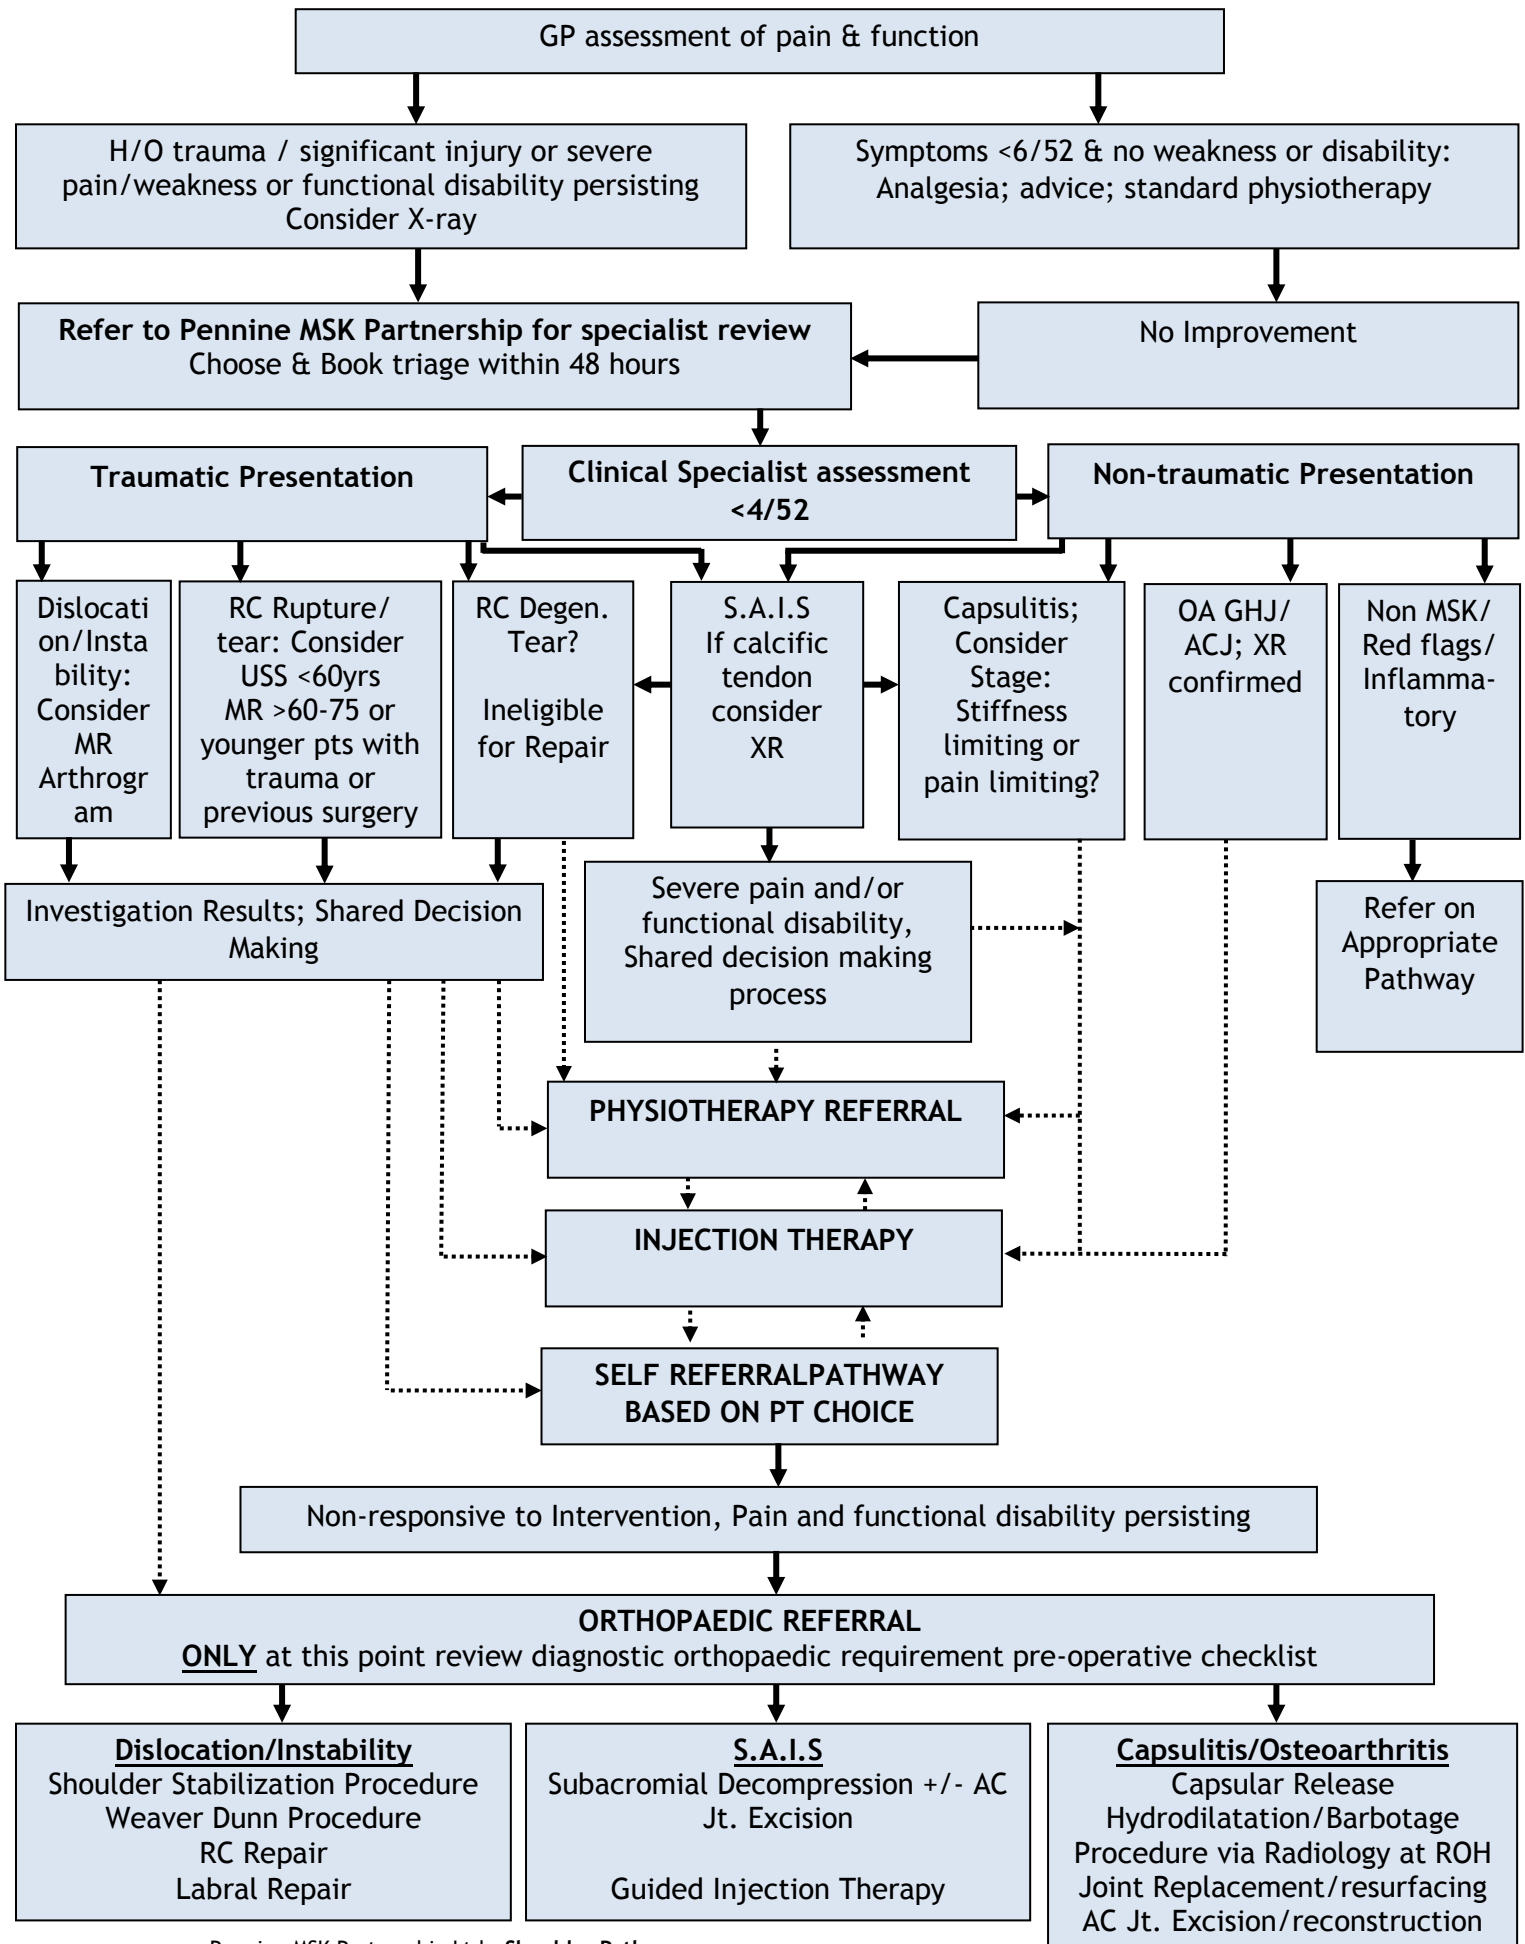 GP assessment of pain & function
H/O trauma / significant injury or severe
pain/weakness or functional disability persisting
Consider X-ray
Symptoms <6/52 & no weakness or disability:
Analgesia; advice; standard physiotherapy
Refer to Pennine MSK Partnership for specialist review
Choose & Book triage within 48 hours
No Improvement
Traumatic Presentation
Clinical Specialist assessment
<4/52
Non-traumatic Presentation
Dislocati
on/Insta
bility:
Consider
MR
Arthrogr
am
RC Rupture/
tear: Consider
USS <60yrs
MR >60-75 or
younger pts with
trauma or
previous surgery
RC Degen.
Tear?
Ineligible
for Repair
S.A.I.S
If calcific
tendon
consider
XR
Capsulitis;
Consider
Stage:
Stiffness
limiting or
pain limiting?
OA GHJ/
ACJ; XR
confirmed
Non MSK/
Red flags/
Inflamma-
tory
Investigation Results; Shared Decision
Making
Severe pain and/or
functional disability,
Shared decision making
process
Refer on
Appropriate
Pathway
PHYSIOTHERAPY REFERRAL
INJECTION THERAPY
SELF REFERRALPATHWAY
BASED ON PT CHOICE
Non-responsive to Intervention, Pain and functional disability persisting
ORTHOPAEDIC REFERRAL
ONLY at this point review diagnostic orthopaedic requirement pre-operative checklist
Dislocation/Instability
Shoulder Stabilization Procedure
Weaver Dunn Procedure
RC Repair
Labral Repair
S.A.I.S
Subacromial Decompression +/- AC
Jt. Excision
Guided Injection Therapy
Capsulitis/Osteoarthritis
Capsular Release
Hydrodilatation/Barbotage
Procedure via Radiology at ROH
Joint Replacement/resurfacing
AC Jt. Excision/reconstruction